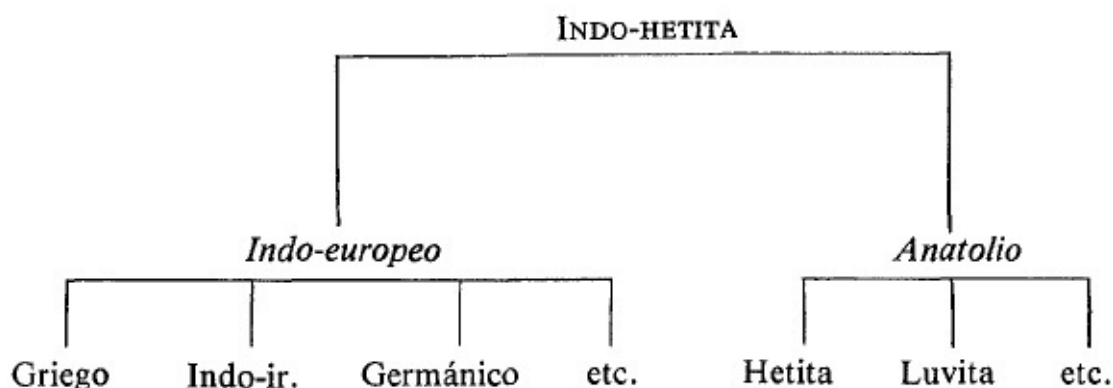 INDO-HETITA
Indo-europeo Anatolio
Griego Indo-ir. Germánico etc. Hetita Luvita etc.